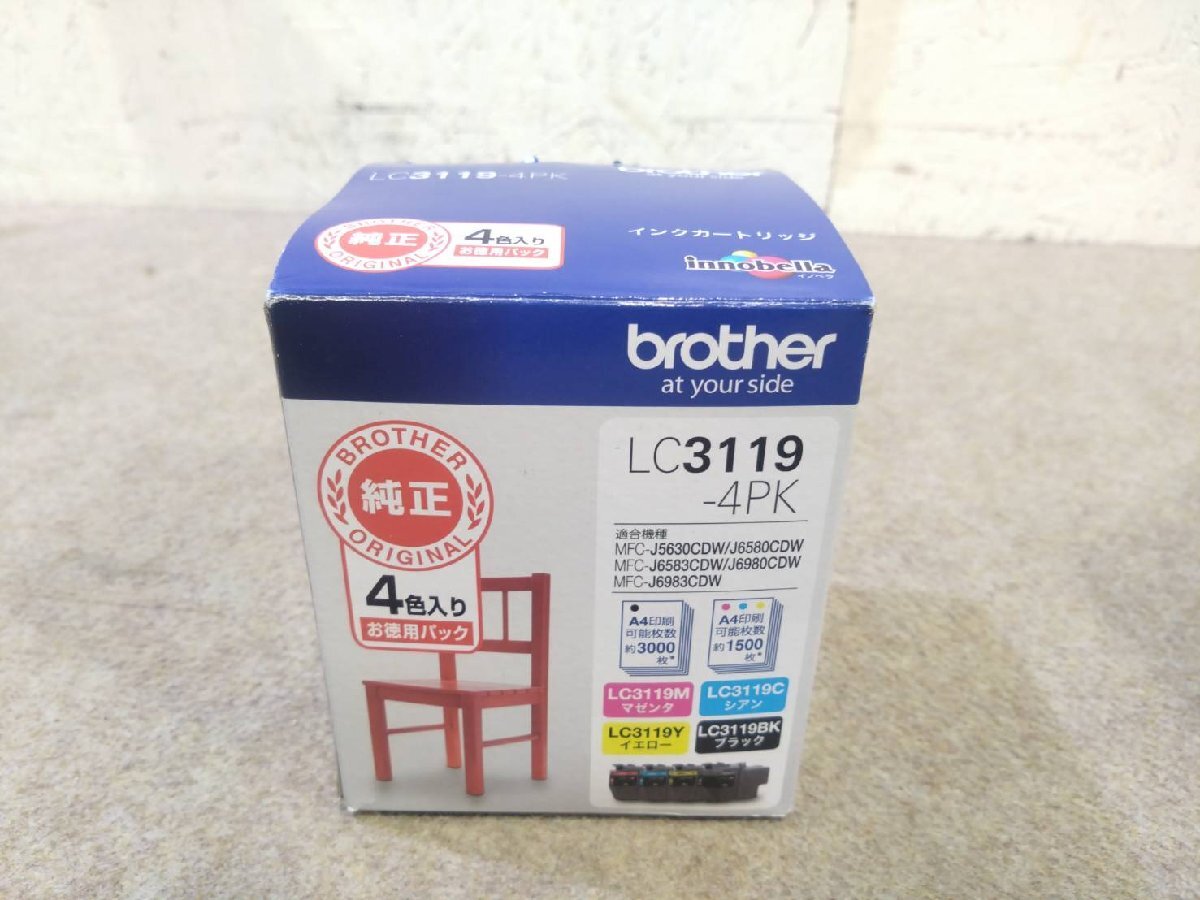 LC3119-4PK
brother
at your side
BROTHER
純正
ORIGINAL
4色入り
お徳用パック
インクカートリッジ
innobella
イノベラ
brother
at your side
BROTHER
純正
ORIGINAL
4色入り
お徳用パック
LC3119
-4PK
適合機種
MFC-J5630CDW/J6580CDW
MFC-J6583CDW/J6980CDW
MFC-J6983CDW
A4印刷
可能枚数
約3000
枚*
A4印刷
可能枚数
約1500
枚*
LC3119M
マゼンタ
LC3119C
シアン
LC3119Y
イエロー
LC3119BK
ブラック